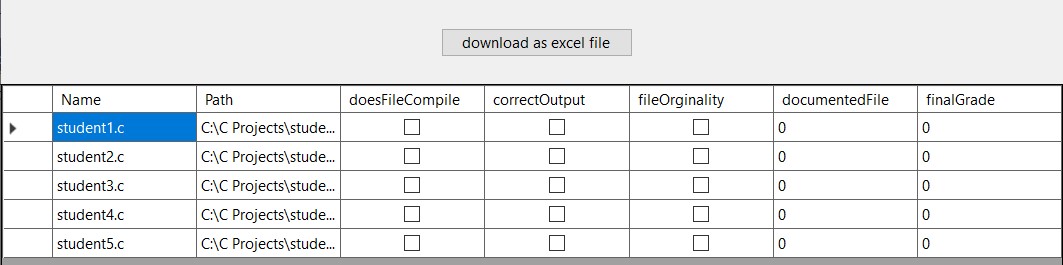 download as excel file
Name Path doesFileCompile correctOutput fileOrginality documentedFile finalGrade
student1.c C:\C Projects\stude... 0 0
student2.c C:\C Projects\stude... 0 0
student3.c C:\C Projects\stude... 0 0
student4.c C:\C Projects\stude... 0 0
student5.c C:\C Projects\stude... 0 0